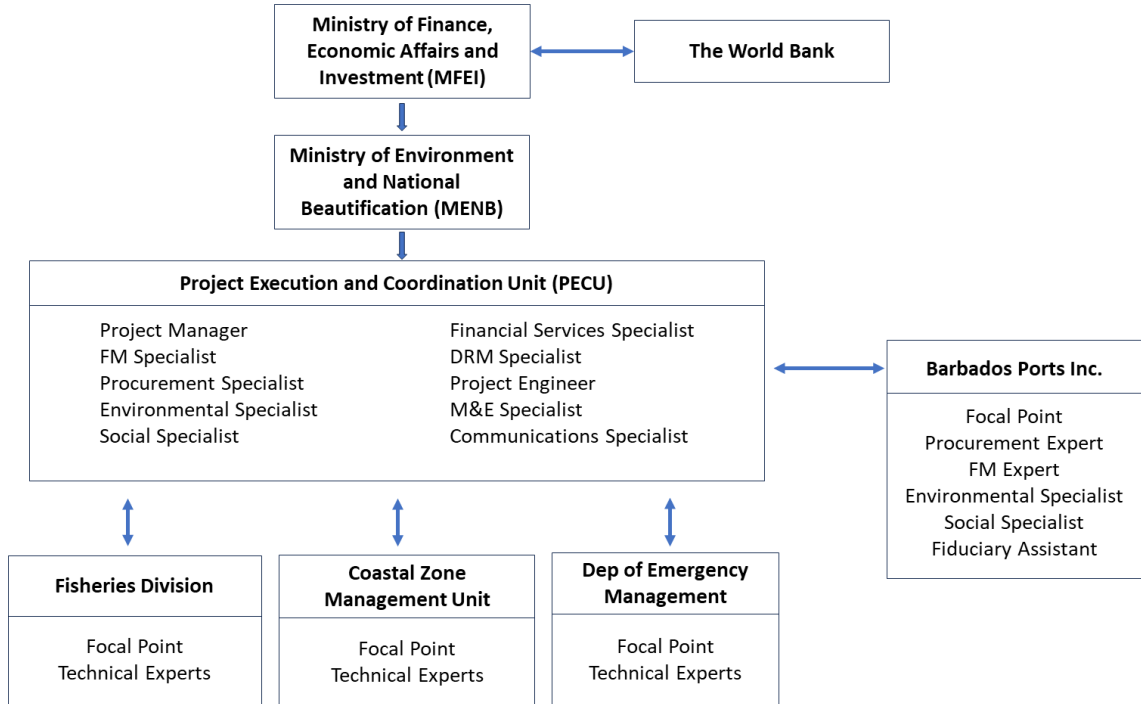 Ministry of Finance,
Economic Affairs and
Investment (MFEI)
The World Bank
Ministry of Environment
and National
Beautification (MENB)
Project Execution and Coordination Unit (PECU)
Project Manager
FM Specialist
Procurement Specialist
Environmental Specialist
Social Specialist
Financial Services Specialist
DRM Specialist
Project Engineer
M&E Specialist
Communications Specialist
Barbados Ports Inc.
Focal Point
Procurement Expert
FM Expert
Environmental Specialist
Social Specialist
Fiduciary Assistant
Fisheries Division
Focal Point
Technical Experts
Coastal Zone
Management Unit
Focal Point
Technical Experts
Dep of Emergency
Management
Focal Point
Technical Experts